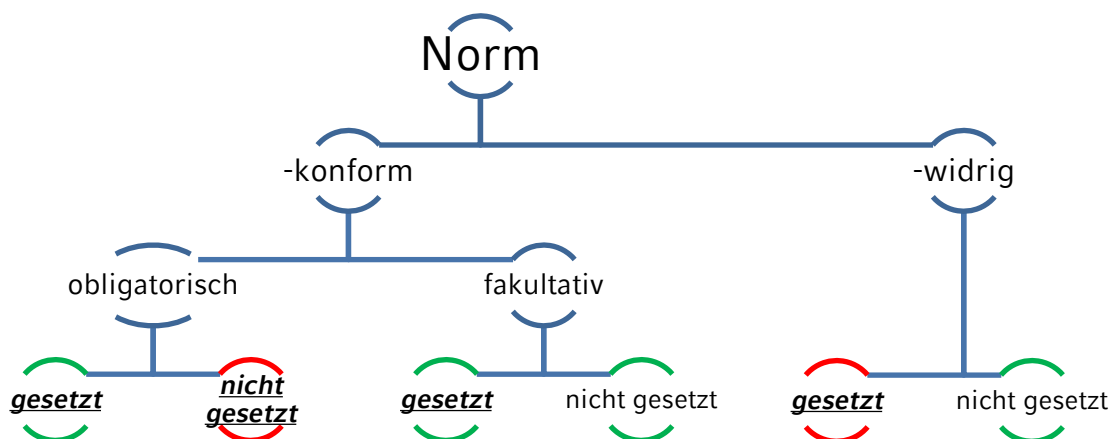 Norm
-konform
-widrig
obligatorisch
fakultativ
gesetzt
nicht
gesetzt
gesetzt
nicht gesetzt
gesetzt
nicht gesetzt